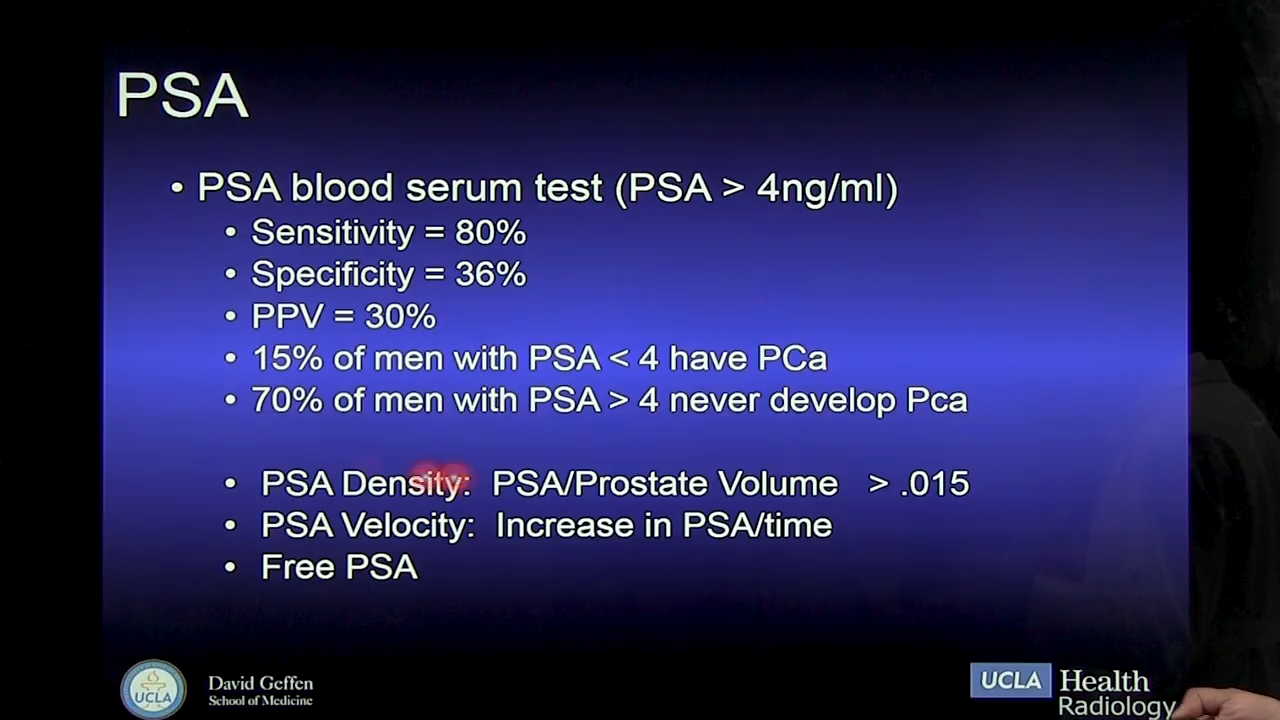 PSA
• PSA blood serum test (PSA > 4ng/ml)
• Sensitivity = 80%
• Specificity = 36%
• PPV = 30%
• 15% of men with PSA < 4 have PCa
• 70% of men with PSA > 4 never develop Pca
• PSA Density: PSA/Prostate Volume > .015
• PSA Velocity: Increase in PSA/time
• Free PSA
UCLA
David Geffen
School of Medicine
UCLA Health
Radiology